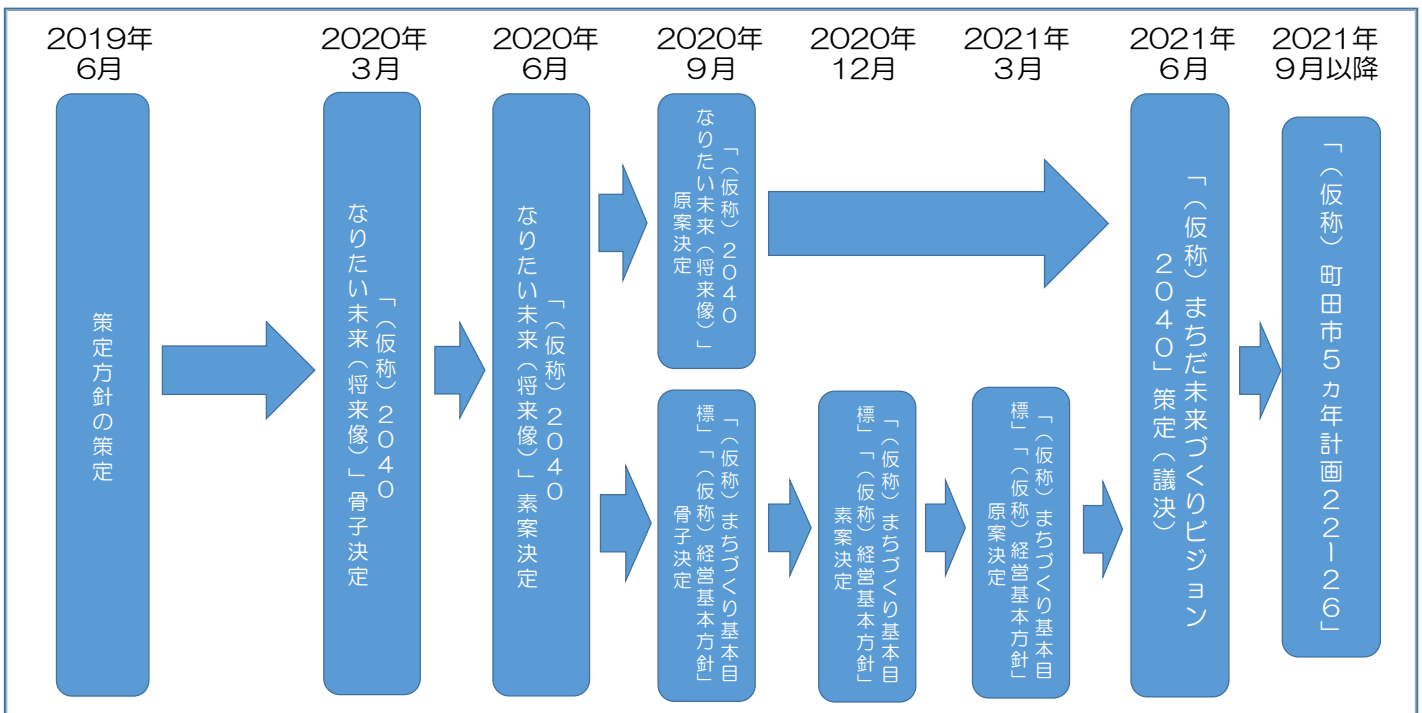 2019年
6月
2020年
3月
2020年
6月
2020年
9月
2020年
12月
2021年
3月
2021年
6月
2021年
9月以降
策定方針の策定
「（仮称）２０４０
なりたい未来（将来像）」骨子決定
「（仮称）２０４０
なりたい未来（将来像）」素案決定
「（仮称）２０４０
なりたい未来（将来像）」
原案決定
「（仮称）まちづくり基本目
標」「（仮称）経営基本方針」
骨子決定
「（仮称）まちづくり基本目
標」「（仮称）経営基本方針」
素案決定
「（仮称）まちづくり基本目
標」「（仮称）経営基本方針」
原案決定
「（仮称）まちだ未来づくりビジョン
２０４０」策定（議決）
「（仮称）町田市５ヵ年計画２２ー２６」